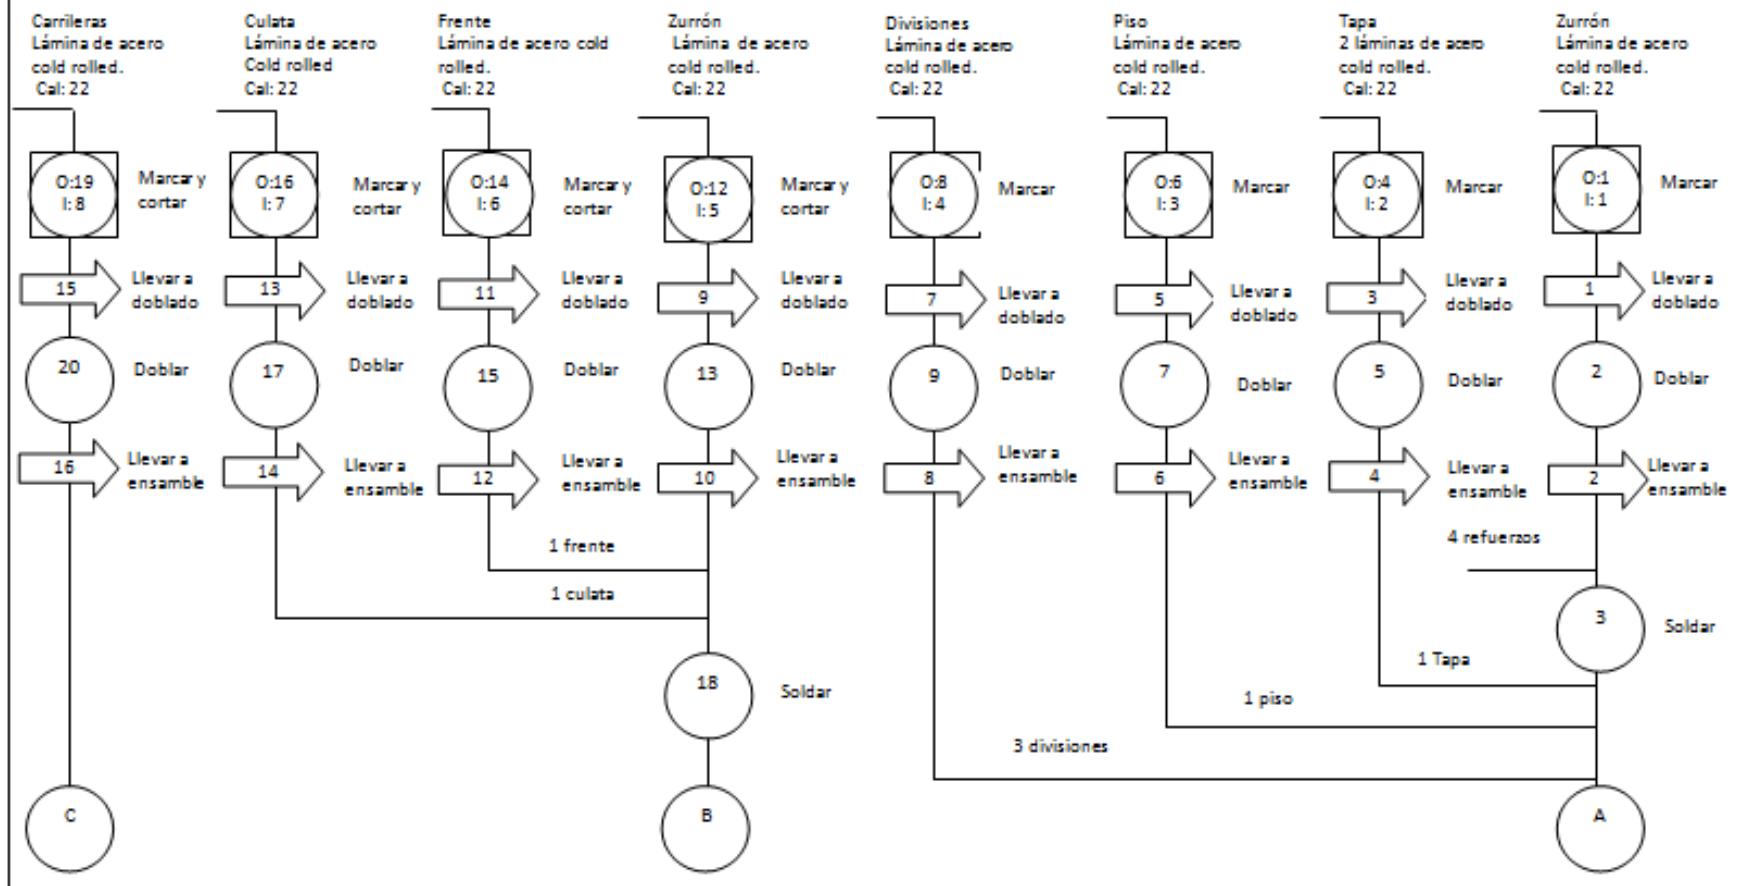 Carrileras
Lámina de acero
cold rolled.
Cal: 22
Culata
Lámina de acero
Cold rolled
Cal: 22
Frente
Lámina de acero cold
rolled.
Cal: 22
Zurrón
Lámina de acero
cold rolled.
Cal: 22
Divisiones
Lámina de acero
cold rolled.
Cal: 22
Piso
Lámina de acero
cold rolled.
Cal: 22
Tapa
2 láminas de acero
cold rolled.
Cal: 22
Zurrón
Lámina de acero
cold rolled.
Cal: 22
O:19
I: 8
Marcar y
cortar
O:16
I: 7
Marcar y
cortar
O:14
I: 6
Marcar y
cortar
O:12
I: 5
Marcar y
cortar
O:8
I: 4
Marcar
O:6
I: 3
Marcar
O:4
I: 2
Marcar
O:1
I: 1
Marcar
15
Llevar a
doblado
13
Llevar a
doblado
11
Llevar a
doblado
9
Llevar a
doblado
7
Llevar a
doblado
5
Llevar a
doblado
3
Llevar a
doblado
1
Llevar a
doblado
20
Doblar
17
Doblar
15
Doblar
13
Doblar
9
Doblar
7
Doblar
5
Doblar
2
Doblar
16
Llevar a
ensamble
14
Llevar a
ensamble
12
Llevar a
ensamble
10
Llevar a
ensamble
8
Llevar a
ensamble
6
Llevar a
ensamble
4
Llevar a
ensamble
2
Llevar a
ensamble
1 frente
4 refuerzos
1 culata
3
Soldar
1 Tapa
18
Soldar
1 piso
3 divisiones
C
B
A